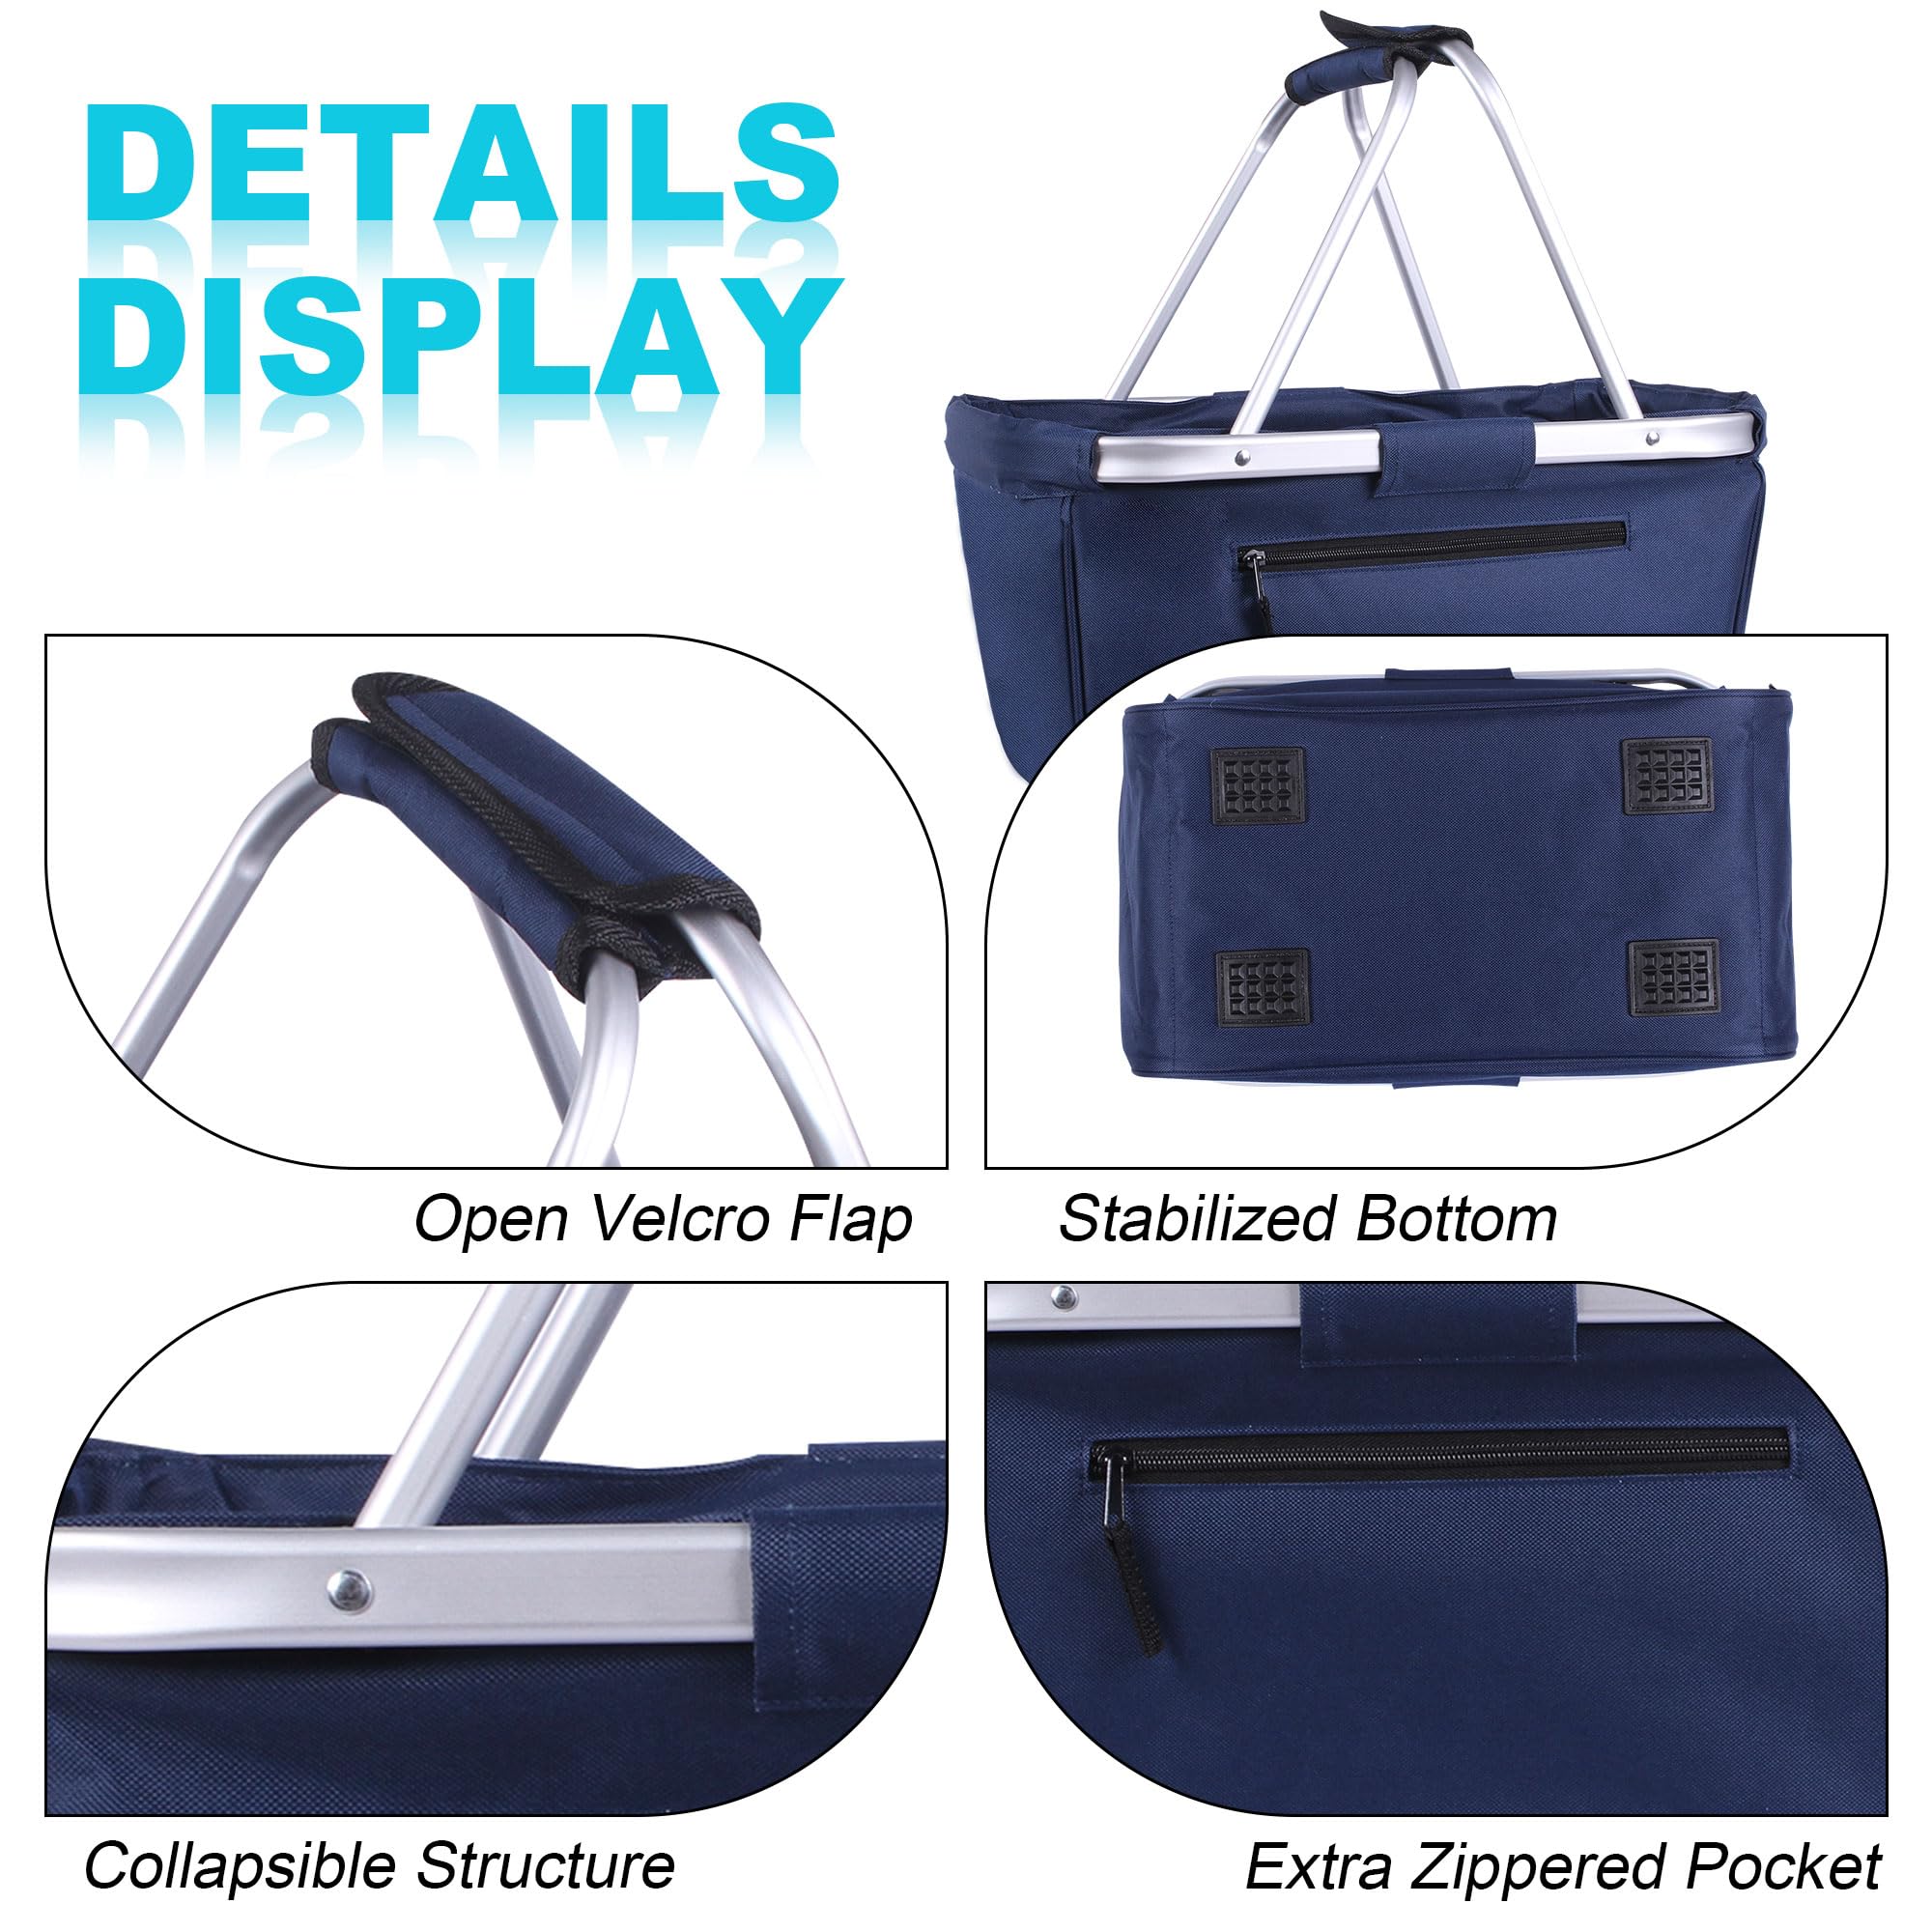 DETAILS
DISPLAY
Open Velcro Flap
Stabilized Bottom
Collapsible Structure
Extra Zippered Pocket